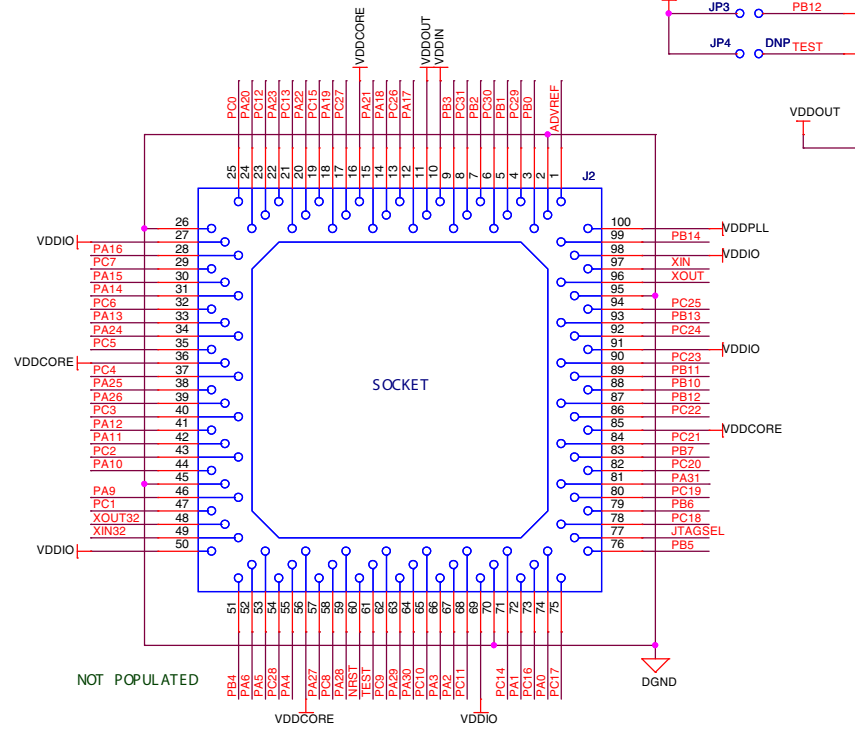 JP3 PB12
JP4 DNP TEST
VDDOUT
VDDCORE VDDOUT VDDIN
PC0 PA20 PC12 PA23 PC13 PA22 PC15 PA19 PC27 PA21 PA18 PC26 PA17 PB3 PC31 PB2 PC30 PB1 PC29 PB0 ADVREF
25 24 23 22 21 20 19 18 17 16 15 14 13 12 11 10 9 8 7 6 5 4 3 2 1 J2
26 100 VDDPLL
VDDIO 27 99 PB14
PA16 28 98 VDDIO
PC7 29 97 XIN
PA15 30 96 XOUT
PA14 31 95
PC6 32 94 PC25
PA13 33 93 PB13
PA24 34 92 PC24
PC5 35 91 VDDIO
VDDCORE 36 90 PC23
PC4 37 89 PB11
PA25 38 88 PB10
PA26 39 87 PB12
PC3 40 86 PC22
PA12 41 85 VDDCORE
PA11 42 84 PC21
PC2 43 83 PB7
PA10 44 82 PC20
45 81 PA31
PA9 46 80 PC19
PC1 47 79 PB6
XOUT32 48 78 PC18
XIN32 49 77 JTAGSEL
VDDIO 50 76 PB5
SOCKET
51 52 53 54 55 56 57 58 59 60 61 62 63 64 65 66 67 68 69 70 71 72 73 74 75
PB4 PA6 PA5 PC28 PA4 PA27 PC8 PA28 NRST TEST PC9 PA29 PA30 PC10 PA3 PA2 PC11 PC14 PA1 PC16 PA0 PC17
NOT POPULATED
VDDCORE VDDIO
DGND